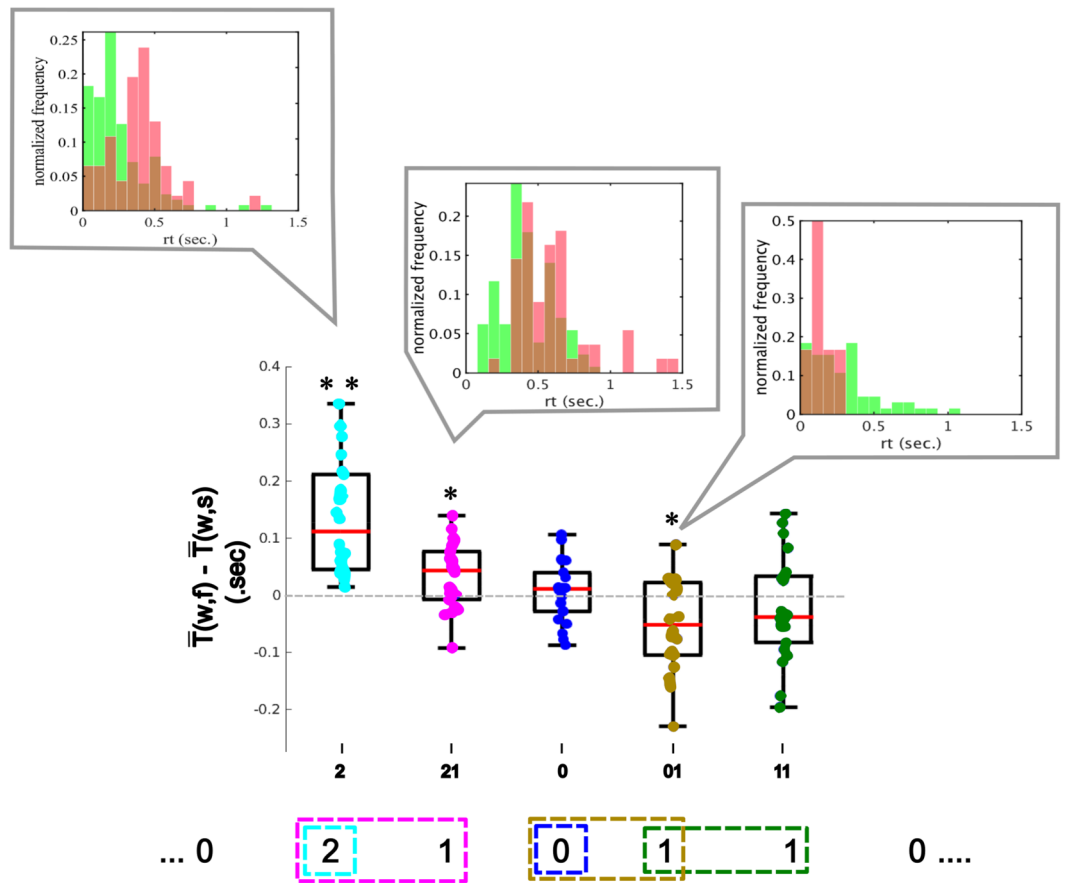 0.25
0.2
0.15
0.1
0.05
0
0 0.5 1 1.5
normalized frequency
rt (sec.)
0.2
0.15
0.1
0.05
0
0 0.5 1 1.5
normalized frequency
rt (sec.)
0.5
0.4
0.3
0.2
0.1
0
0 0.5 1 1.5
normalized frequency
rt (sec.)
0.4
0.3
0.2
0.1
0
-0.1
-0.2
T̄(w,f) - T̄(w,s)
(.sec)
* *
*
*
2 21 0 01 11
... 0 2 1 0 1 1 0 ....